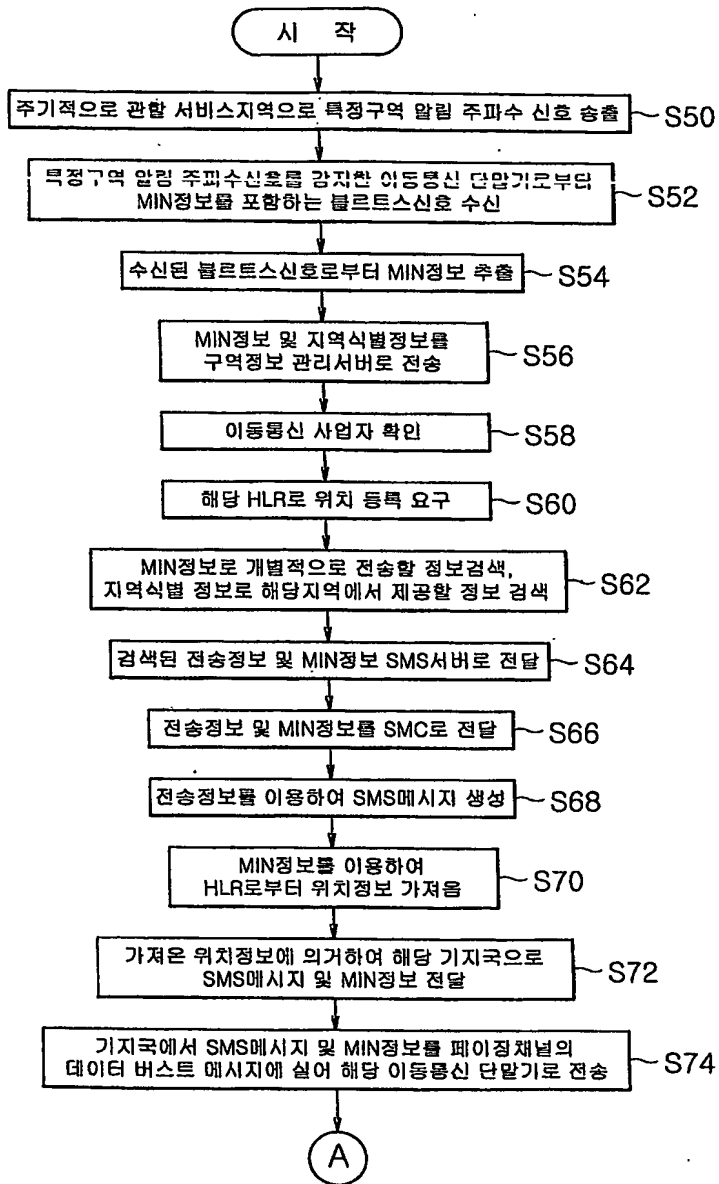 시 작
주기적으로 관할 서비스지역으로 특정구역 알림 주파수 신호 송출
S50
특정구역 알림 주파수신호를 감지한 이동통신 단말기로부터
MIN정보를 포함하는 블르트스신호 수신
S52
수신된 블르트스신호로부터 MIN정보 추출
S54
MIN정보 및 지역식별정보를
구역정보 관리서버로 전송
S56
이동통신 사업자 확인
S58
해당 HLR로 위치 등록 요구
S60
MIN정보로 개별적으로 전송할 정보검색,
지역식별 정보로 해당지역에서 제공할 정보 검색
S62
검색된 전송정보 및 MIN정보 SMS서버로 전달
S64
전송정보 및 MIN정보를 SMC로 전달
S66
전송정보를 이용하여 SMS메시지 생성
S68
MIN정보를 이용하여
HLR로부터 위치정보 가져옴
S70
가져온 위치정보에 의거하여 해당 기지국으로
SMS메시지 및 MIN정보 전달
S72
기지국에서 SMS메시지 및 MIN정보를 페이징채널의
데이터 버스트 메시지에 실어 해당 이동통신 단말기로 전송
S74
A